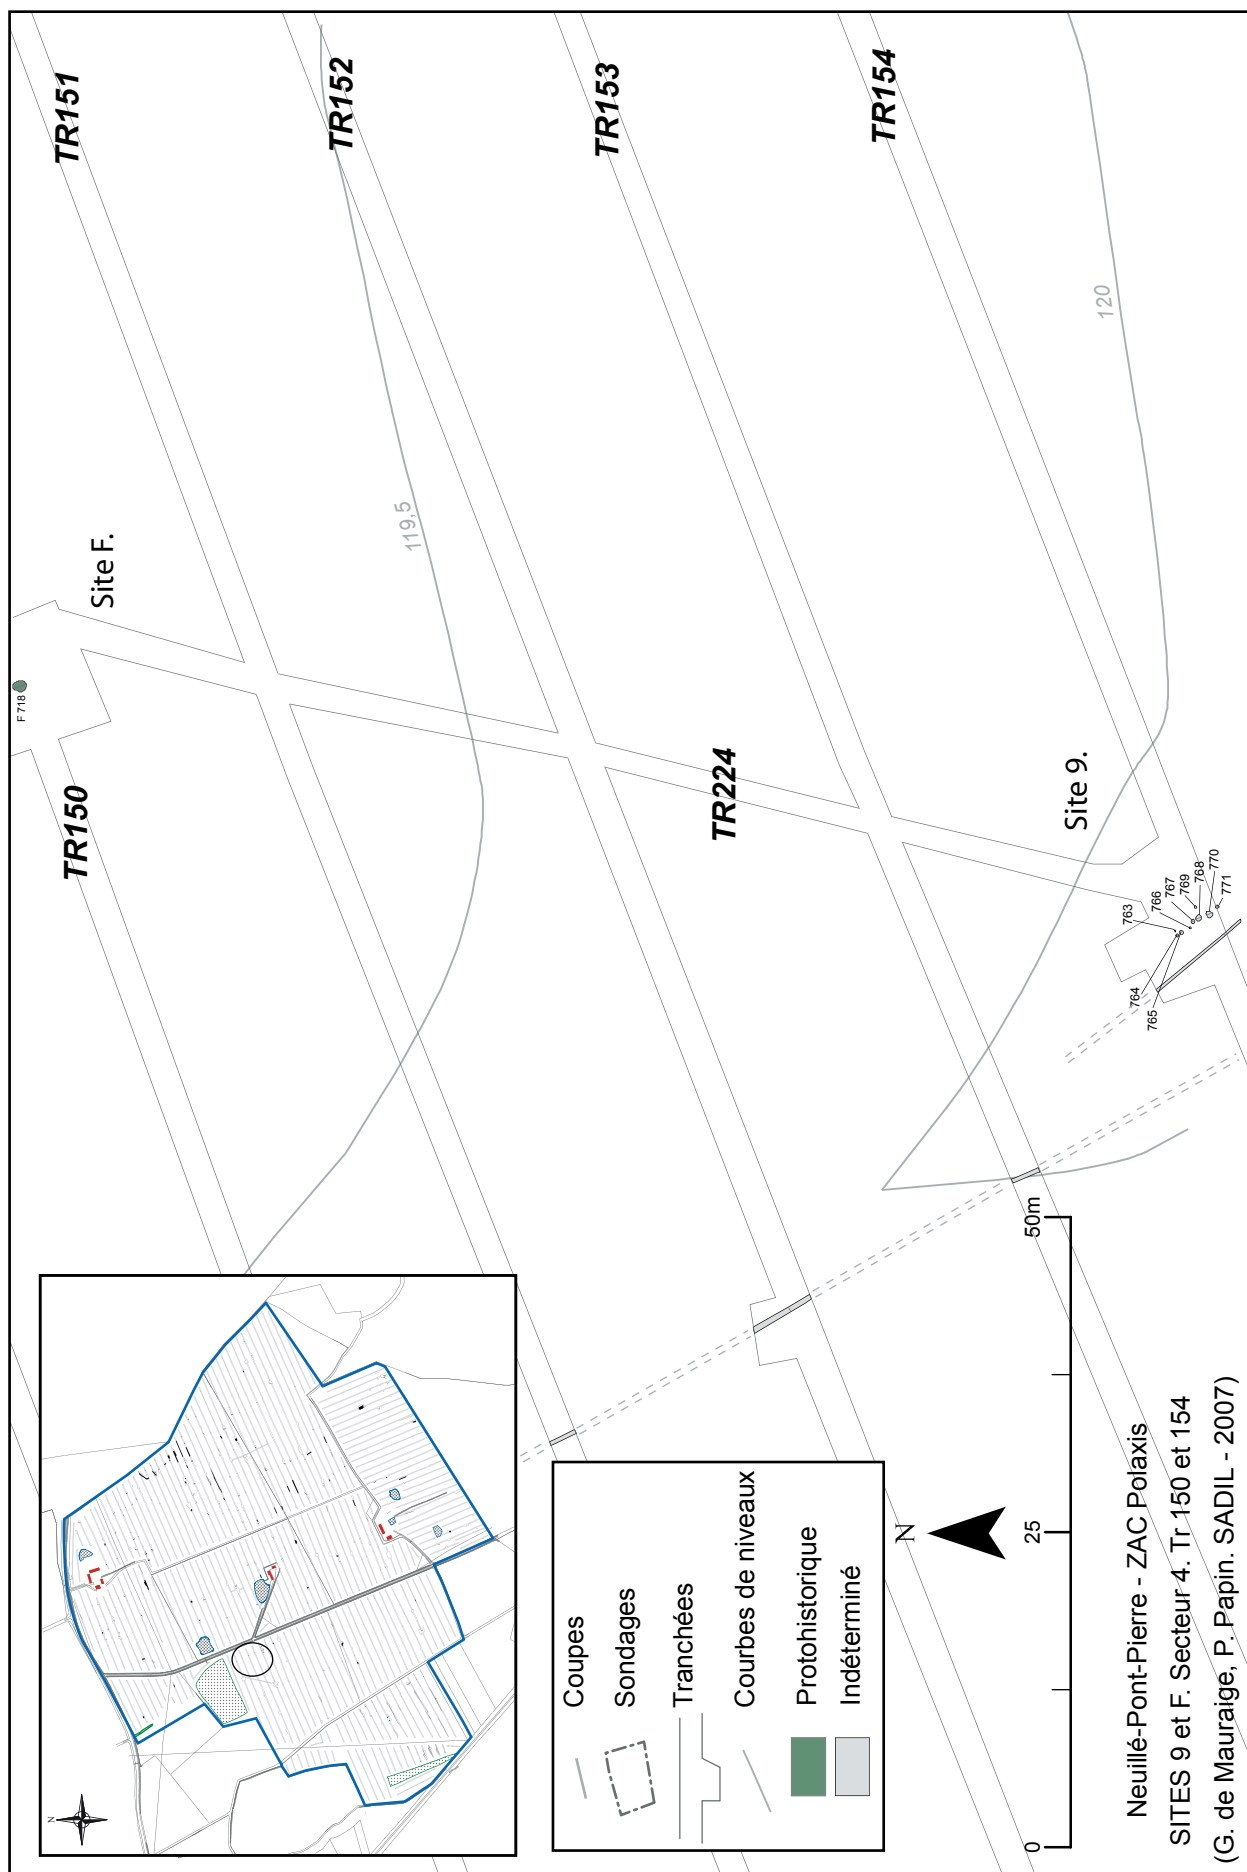 TR151
TR152
TR153
TR154
120
119,5
Site F.
F 718
TR150
TR224
Site 9.
763
766
767
769
768
770
771
764
765
N
Coupes
Sondages
Tranchées
Courbes de niveaux
Protohistorique
Indéterminé
N
0
25
50m
Neuillé-Pont-Pierre - ZAC Polaxis
SITES 9 et F. Secteur 4. Tr 150 et 154
(G. de Mauraige, P. Papin. SADIL - 2007)